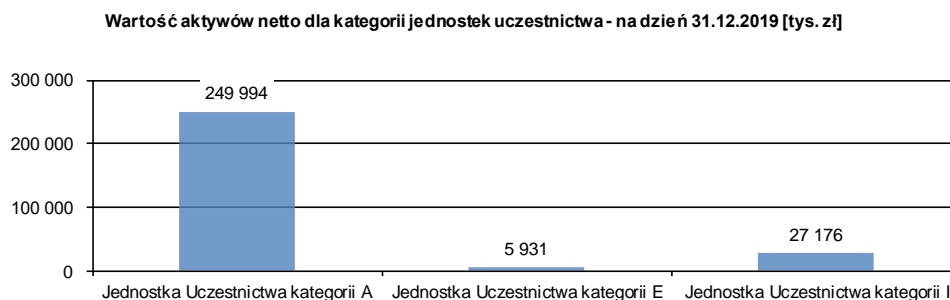 Wartość aktywów netto dla kategorii jednostek uczestnictwa - na dzień 31.12.2019 [tys. zł]
300 000
249 994
200 000
100 000
5 931
27 176
0
Jednostka Uczestnictwa kategorii A
Jednostka Uczestnictwa kategorii E
Jednostka Uczestnictwa kategorii I